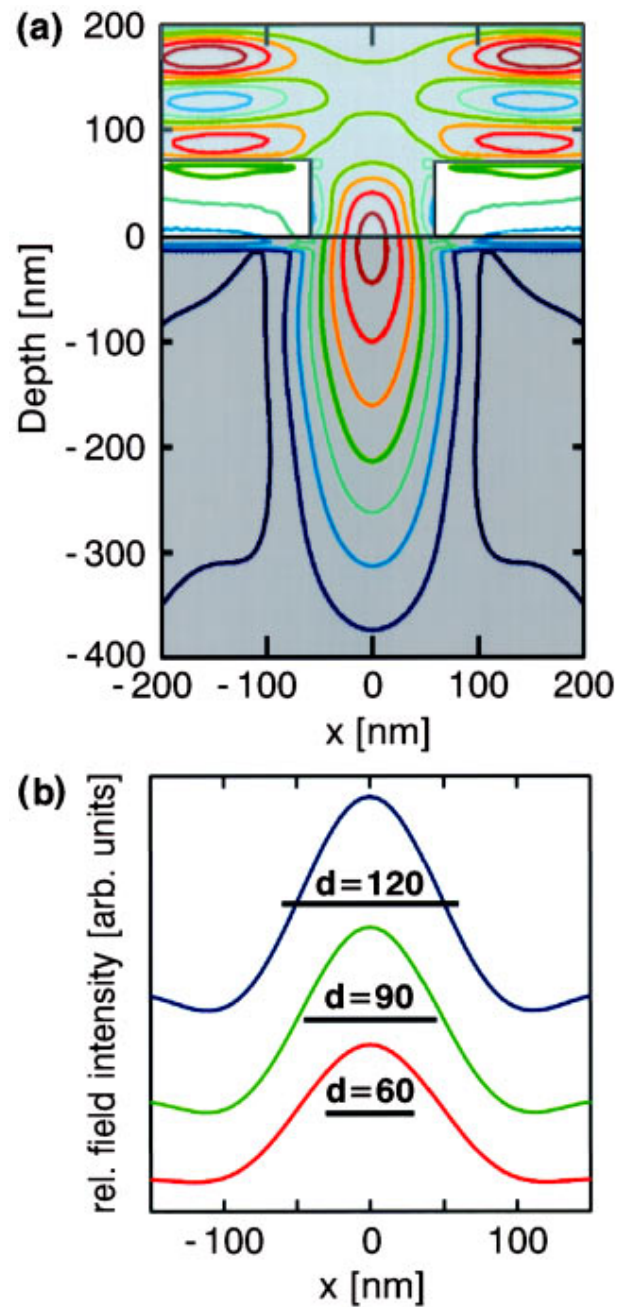 (a)
200
100
0
- 100
- 200
- 300
- 400
Depth [nm]
- 200 - 100 0 100 200
x [nm]
(b)
rel. field intensity [arb. units]
d=120
d=90
d=60
- 100 0 100
x [nm]